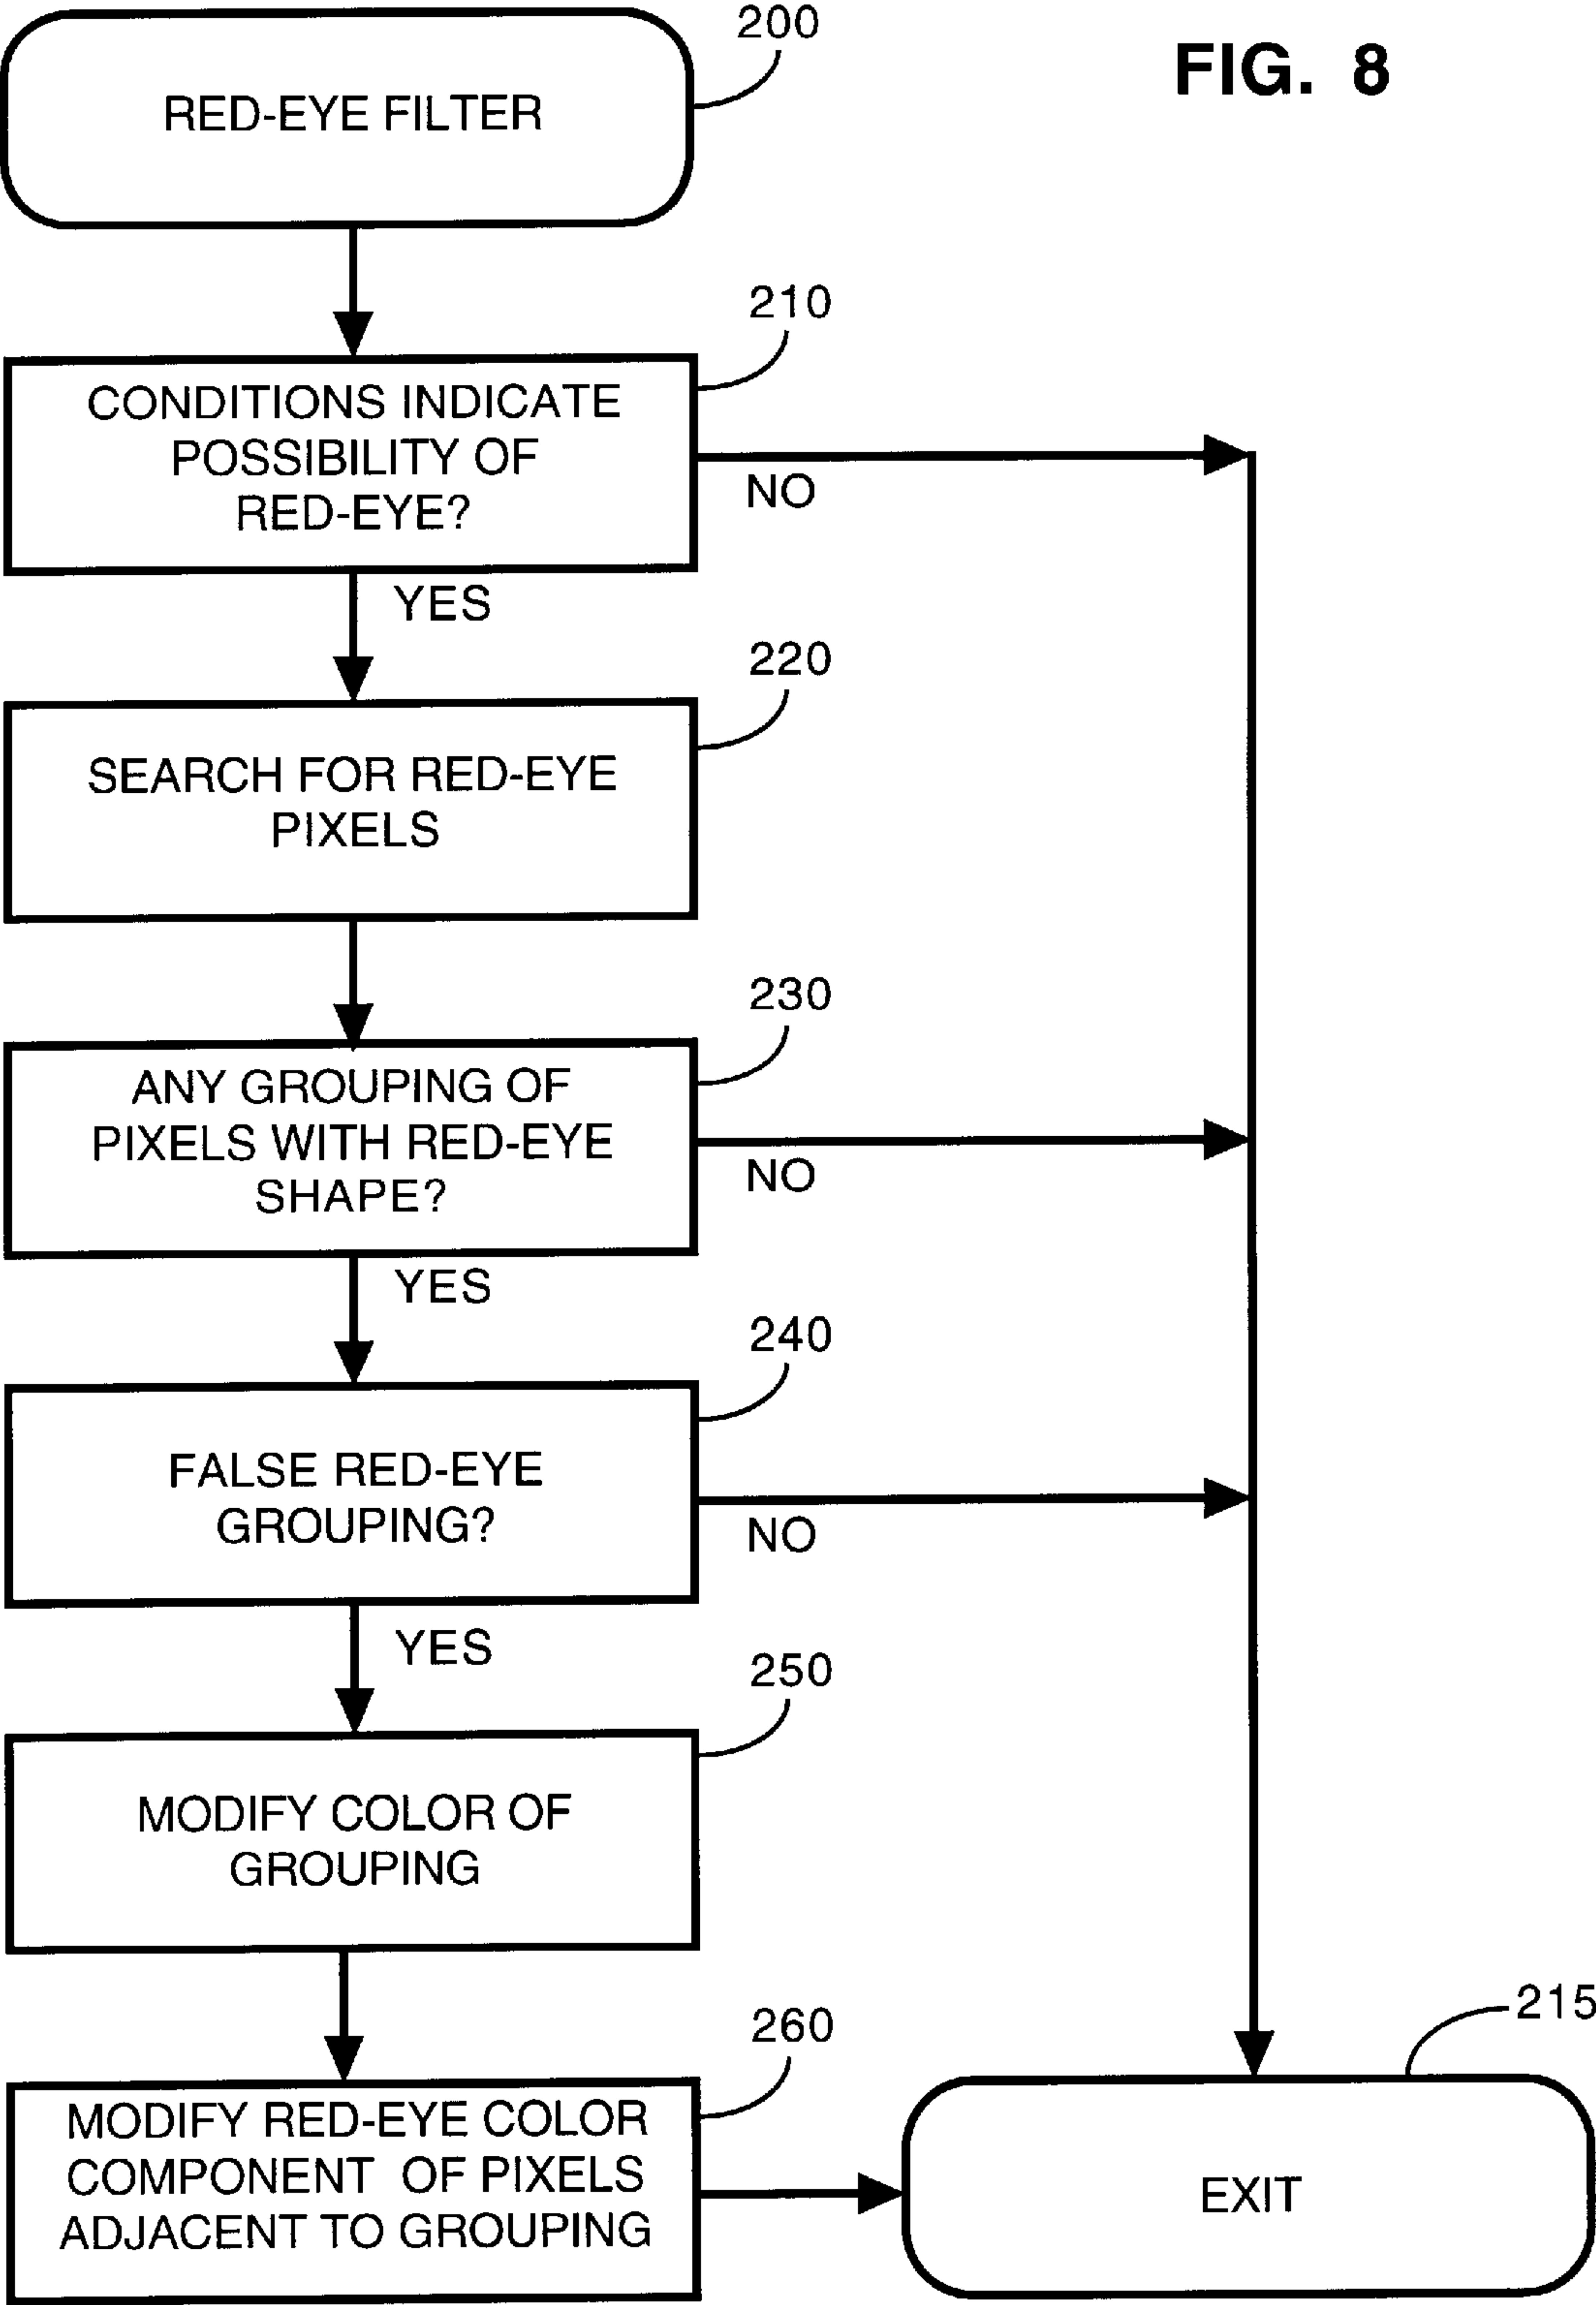 200
FIG. 8
RED-EYE FILTER
210
CONDITIONS INDICATE
POSSIBILITY OF
RED-EYE?
NO
YES
220
SEARCH FOR RED-EYE
PIXELS
230
ANY GROUPING OF
PIXELS WITH RED-EYE
SHAPE?
NO
YES
240
FALSE RED-EYE
GROUPING?
NO
YES
250
MODIFY COLOR OF
GROUPING
260
MODIFY RED-EYE COLOR
COMPONENT OF PIXELS
ADJACENT TO GROUPING
215
EXIT